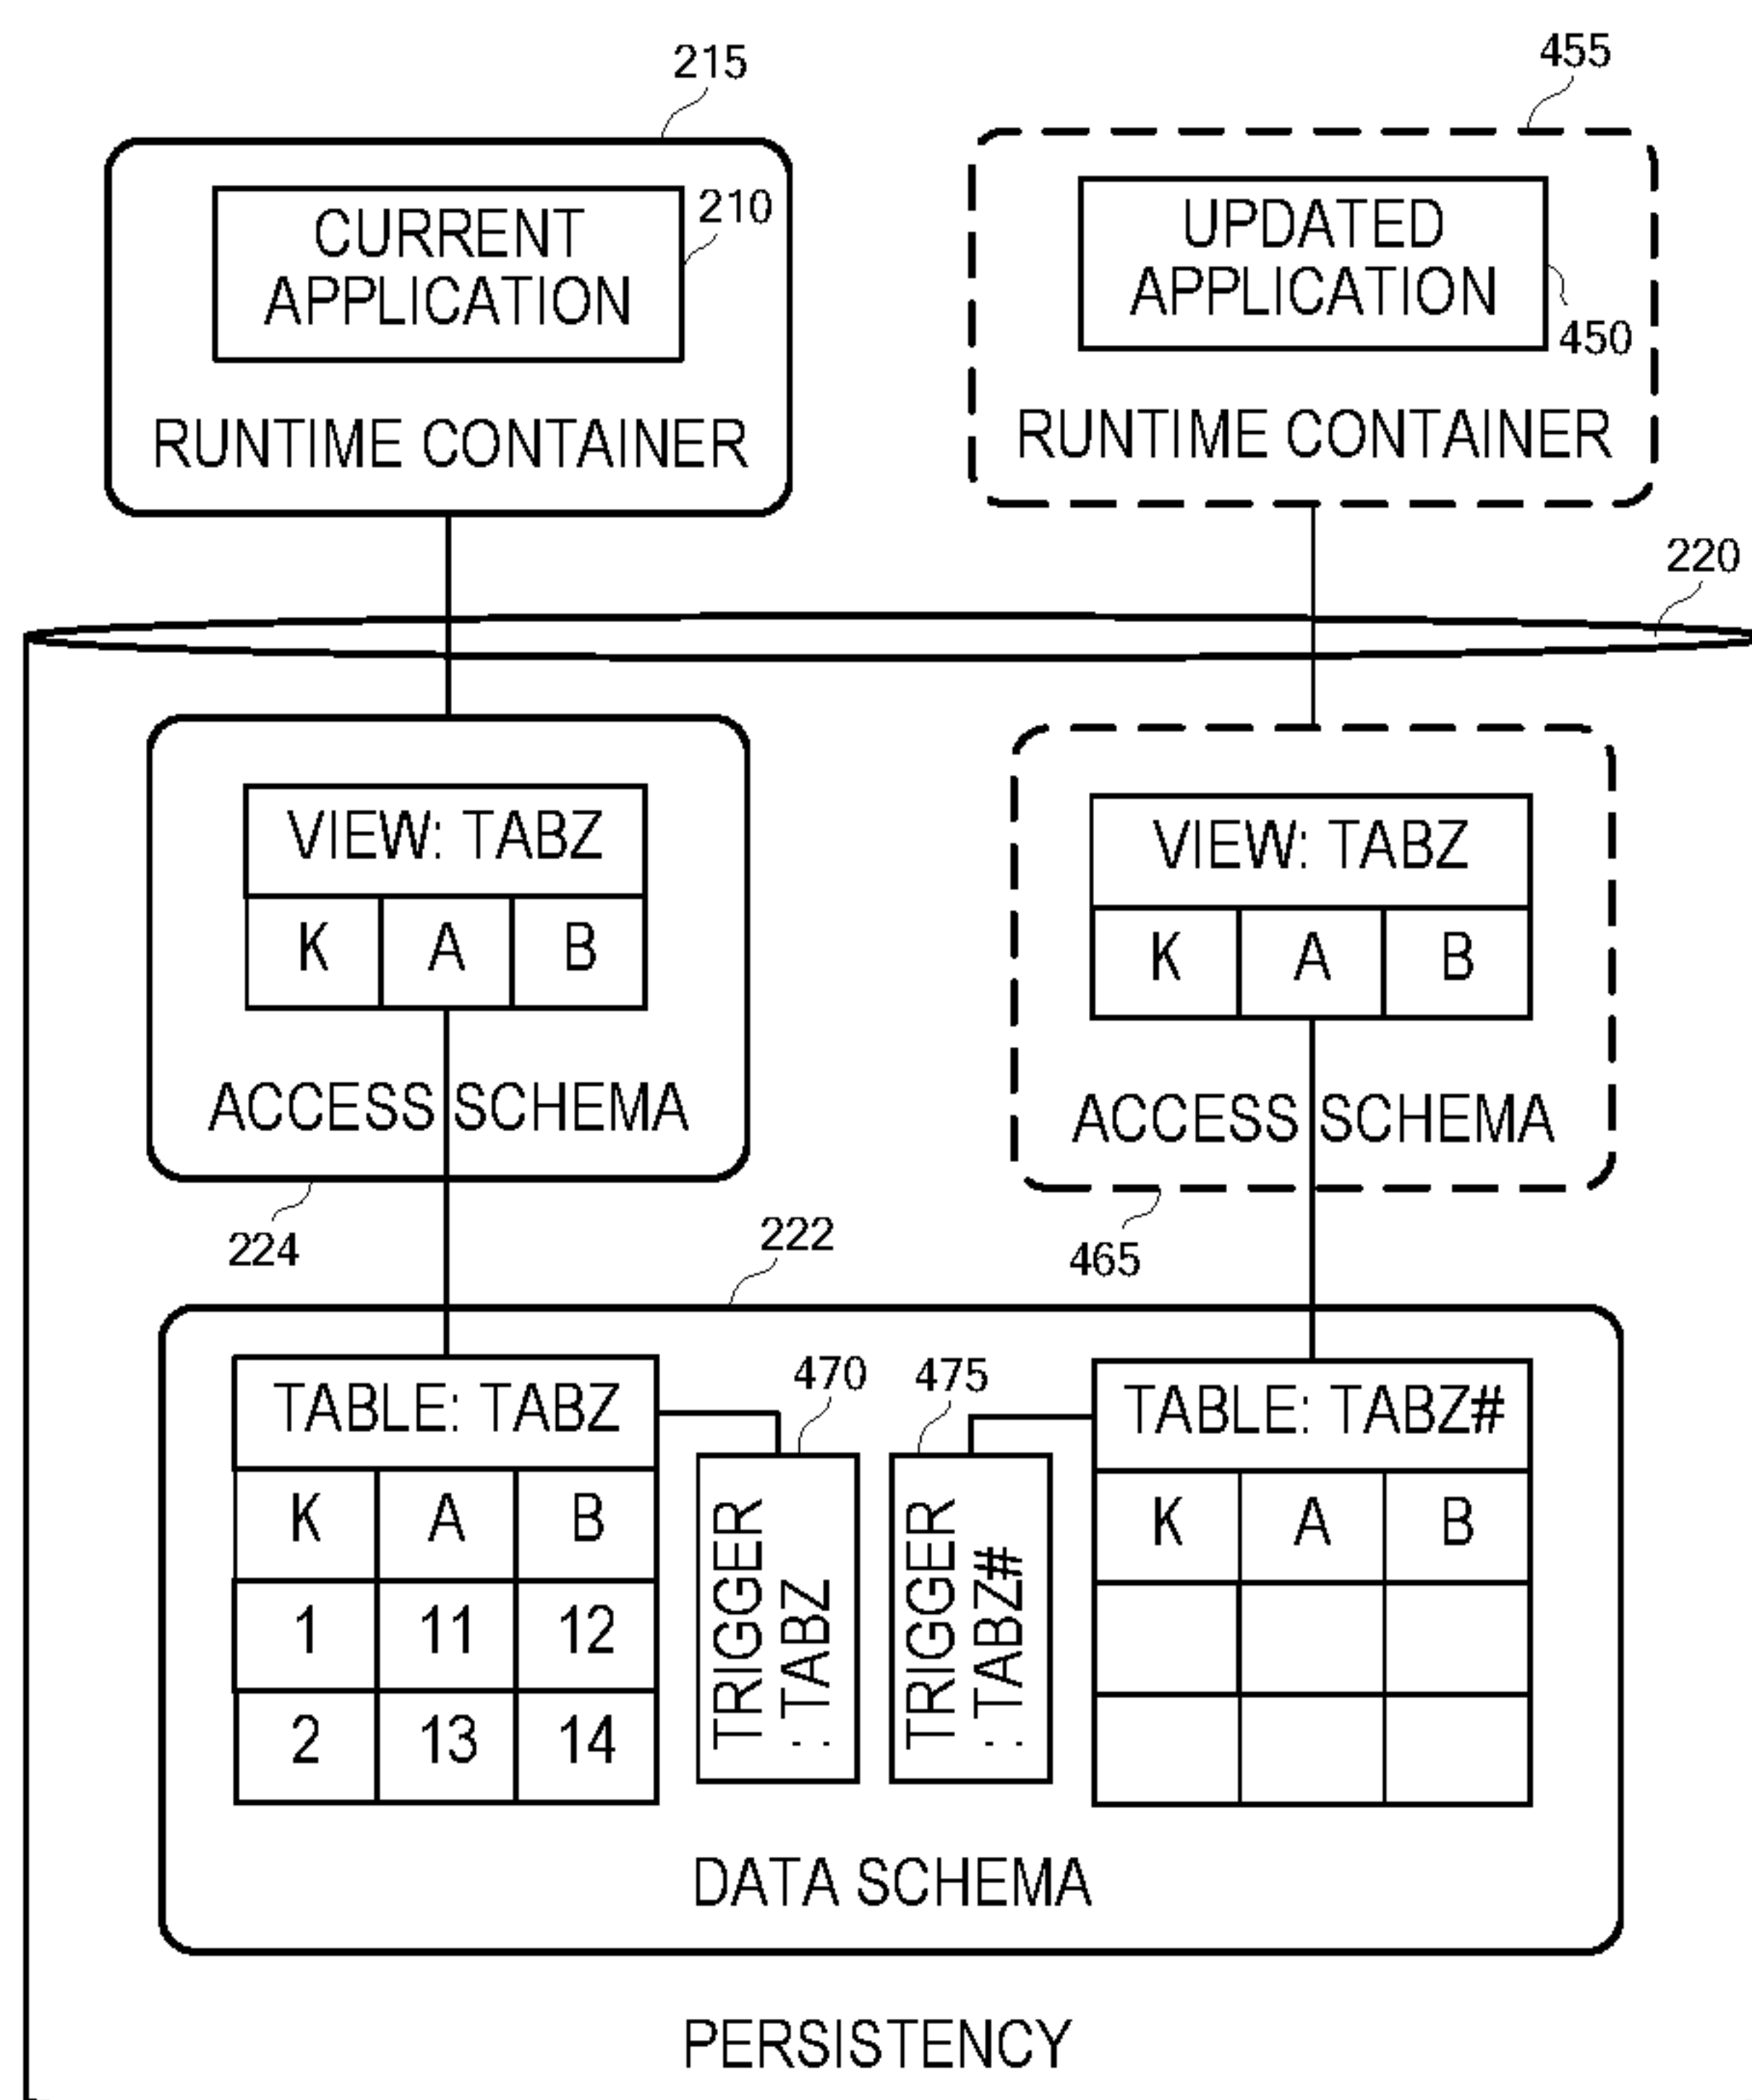 215
455
CURRENT
APPLICATION
210
UPDATED
APPLICATION
450
RUNTIME CONTAINER
RUNTIME CONTAINER
220
VIEW: TABZ
K A B
ACCESS SCHEMA
224
VIEW: TABZ
K A B
ACCESS SCHEMA
465
222
TABLE: TABZ
K A B
1 11 12
2 13 14
470
TRIGGER
: TABZ
475
TRIGGER
: TABZ#
TABLE: TABZ#
K A B
DATA SCHEMA
PERSISTENCY